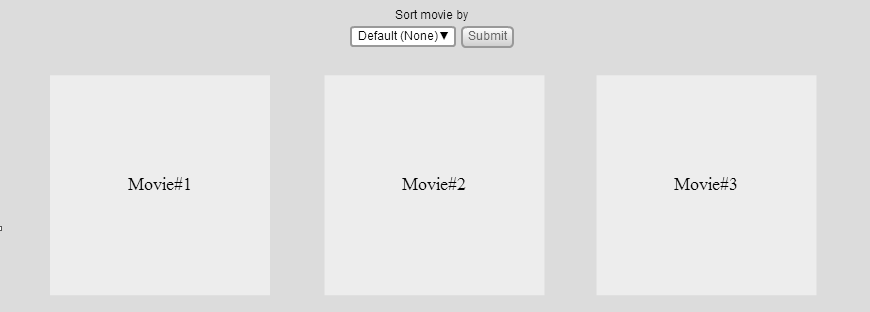 Sort movie by
Default (None)▼ Submit
Movie#1 Movie#2 Movie#3